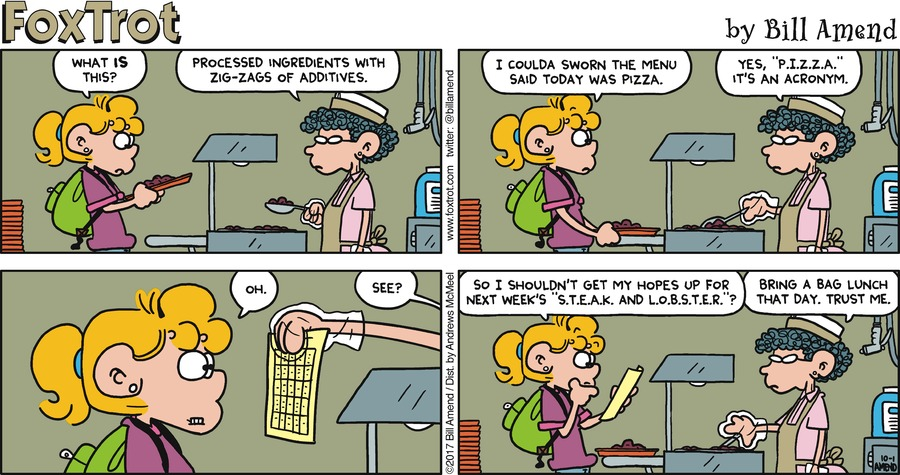 FoxTrot
by Bill Amend
WHAT IS
THIS?
PROCESSED INGREDIENTS WITH
ZIG-ZAGS OF ADDITIVES.
www.foxtrot.com twitter: @billamend
I COULDA SWORN THE MENU
SAID TODAY WAS PIZZA.
YES, "P.I.Z.Z.A."
IT'S AN ACRONYM.
OH.
SEE?
©2017 Bill Amend / Dist. by Andrews McMeel
SO I SHOULDN'T GET MY HOPES UP FOR
NEXT WEEK'S "S.T.E.A.K. AND L.O.B.S.T.E.R."?
BRING A BAG LUNCH
THAT DAY. TRUST ME.
10-1
AMEND